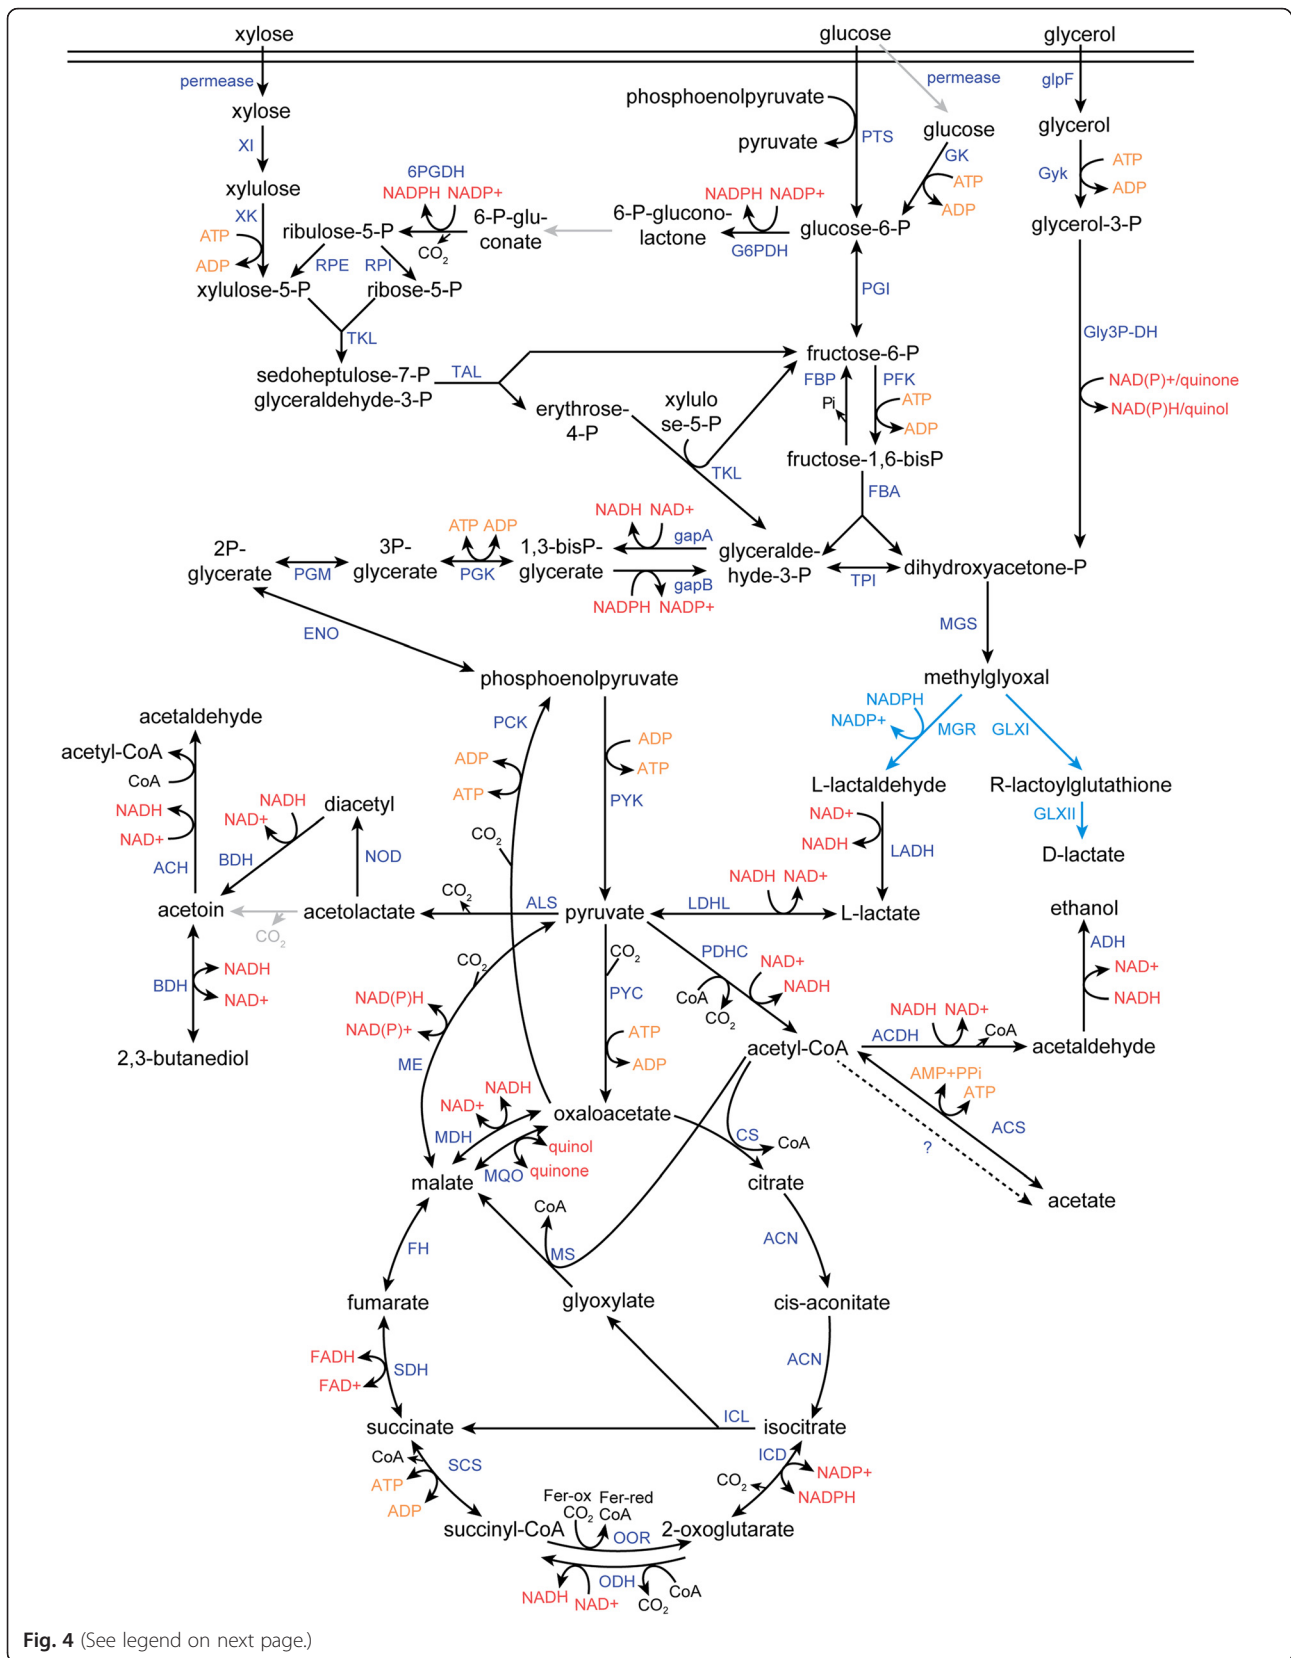 xylose
glucose
glycerol
permease
permease
glpF
xylose
phosphoenolpyruvate
pyruvate
PTS
glucose
glycerol
XI
GK
ATP
ADP
Gyk
ATP
ADP
xylulose
XK
ATP
ADP
6PGDH
NADPH NADP+
ribulose-5-P
CO2
6-P-glu-
conate
6-P-glucono-
lactone
NADPH NADP+
G6PDH
glucose-6-P
glycerol-3-P
RPE
RPI
xylulose-5-P
ribose-5-P
PGI
TKL
Gly3P-DH
sedoheptulose-7-P
glyceraldehyde-3-P
TAL
fructose-6-P
NAD(P)+/quinone
NAD(P)H/quinol
erythrose-
4-P
xylulo
se-5-P
FBP
Pi
PFK
ATP
ADP
TKL
fructose-1,6-bisP
FBA
2P-
glycerate
PGM
3P-
glycerate
ATP ADP
PGK
1,3-bisP-
glycerate
NADH NAD+
gapA
gapB
NADPH NADP+
glyceralde-
hyde-3-P
TPI
dihydroxyacetone-P
ENO
MGS
phosphoenolpyruvate
methylglyoxal
acetaldehyde
acetyl-CoA
CoA
NADH
NAD+
ACH
diacetyl
NADH
NAD+
BDH
NOD
PCK
ADP
ATP
CO2
ADP
ATP
PYK
NADPH
NADP+
MGR
GLXI
L-lactaldehyde
R-lactoylglutathione
NAD+
NADH
LADH
GLXII
D-lactate
acetoin
CO2
acetolactate
CO2
ALS
pyruvate
LDHL
NADH NAD+
L-lactate
ethanol
BDH
NADH
NAD+
2,3-butanediol
CO2
NAD(P)H
NAD(P)+
ME
CO2
PYC
ATP
ADP
PDHC
CoA
CO2
NAD+
NADH
acetyl-CoA
ACDH
NADH NAD+
CoA
acetaldehyde
ADH
NAD+
NADH
AMP+PPi
ATP
ACS
?
acetate
NADH
NAD+
MDH
oxaloacetate
quinol
quinone
MQO
malate
CS
CoA
citrate
CoA
MS
FH
ACN
fumarate
glyoxylate
cis-aconitate
FADH
FAD+
SDH
ACN
succinate
ICL
isocitrate
CoA
ATP
ADP
SCS
ICD
CO2
NADP+
NADPH
Fer-ox
CO2
Fer-red
CoA
succinyl-CoA
OOR
2-oxoglutarate
ODH
NADH
NAD+
CO2
CoA
Fig. 4 (See legend on next page.)